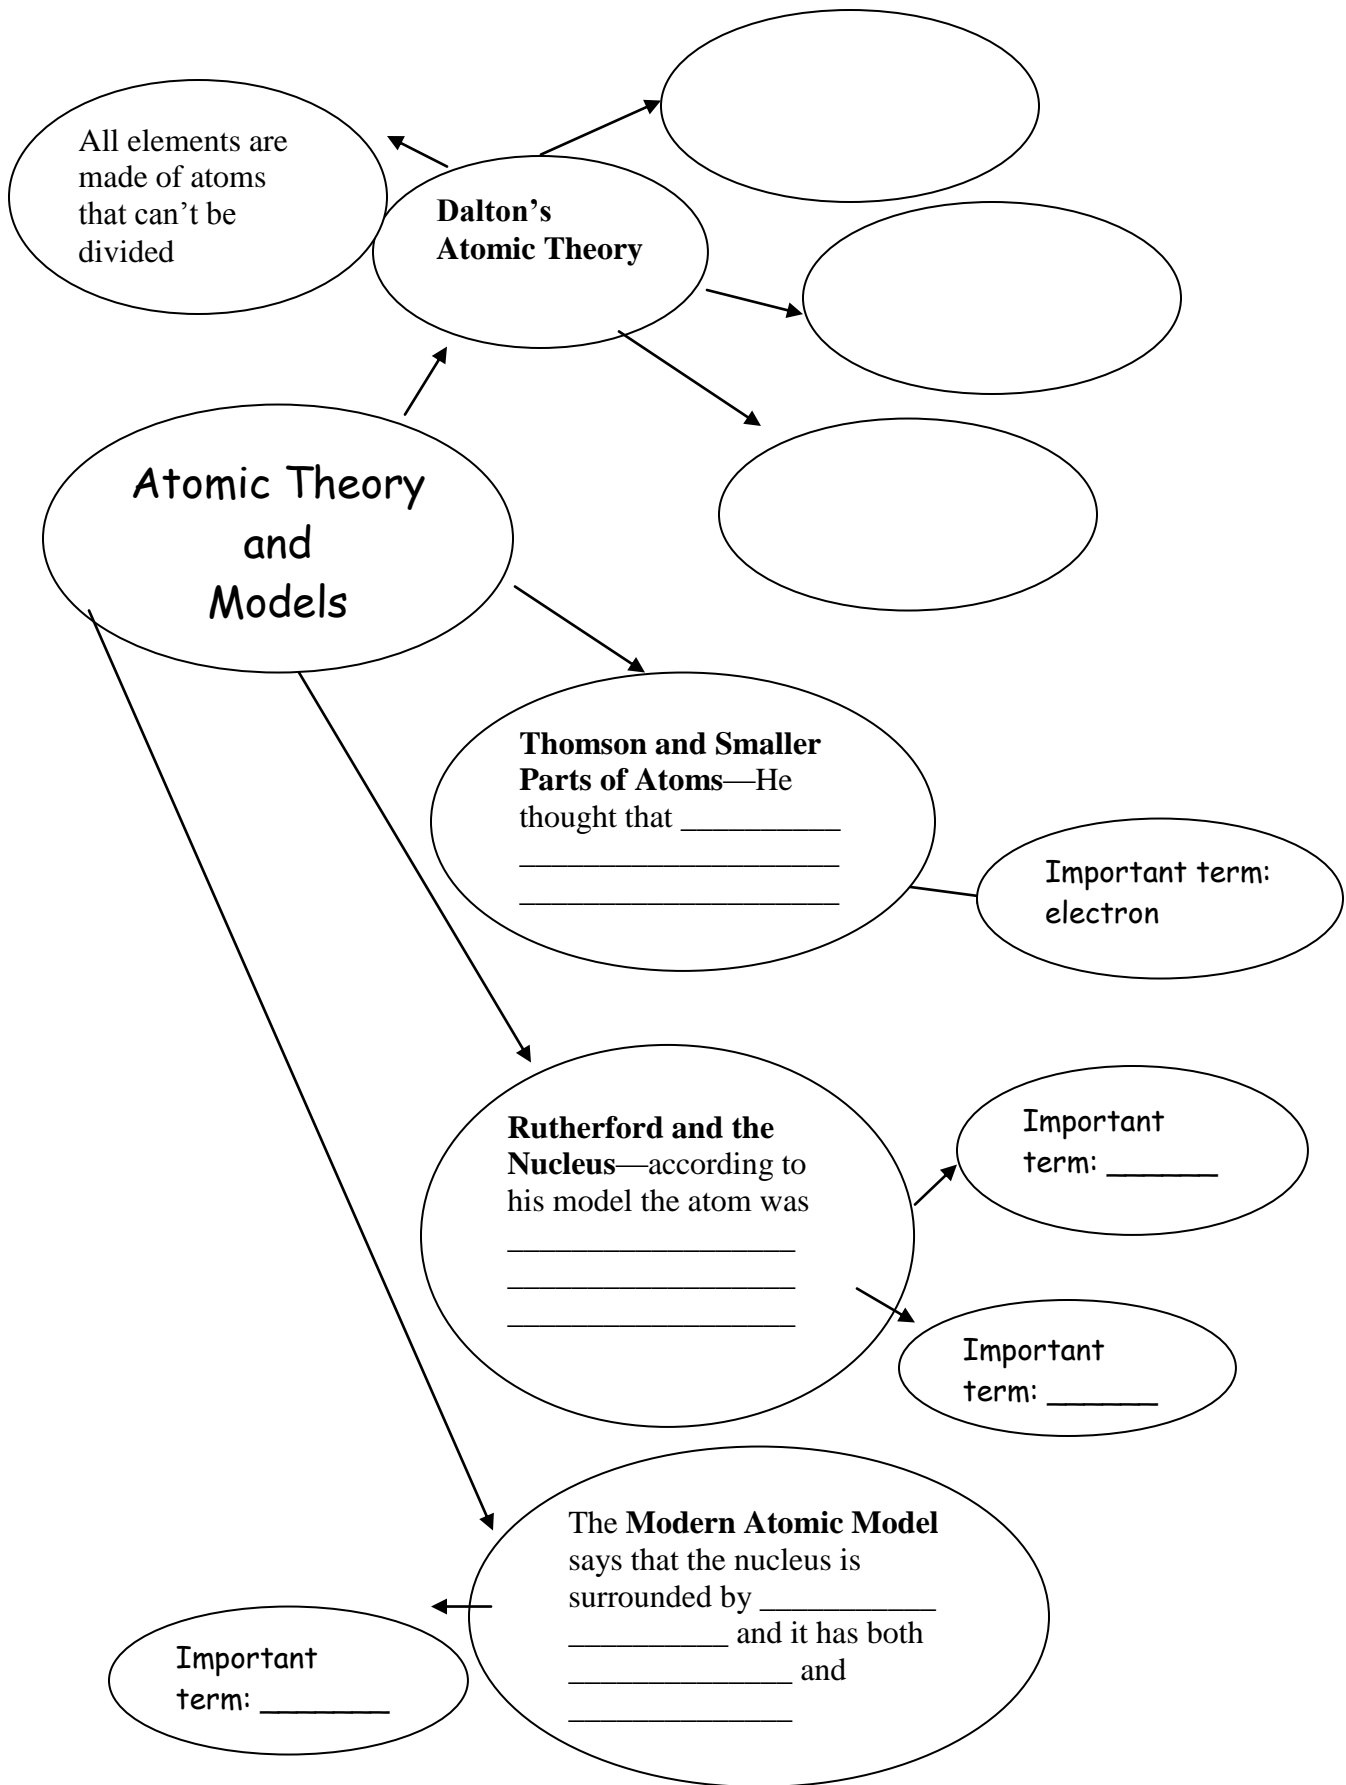 All elements are
made of atoms
that can’t be
divided
Dalton’s
Atomic Theory
Atomic Theory
and
Models
Thomson and Smaller
Parts of Atoms—He
thought that __________
____________________
____________________
Important term:
electron
Rutherford and the
Nucleus—according to
his model the atom was
__________________
__________________
__________________
Important
term: ______
Important
term: ______
The Modern Atomic Model
says that the nucleus is
surrounded by ___________
__________ and it has both
______________ and
______________
Important
term: _______